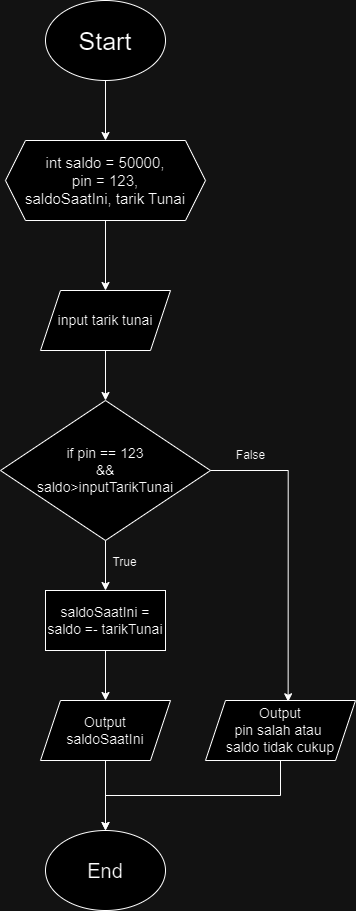 Start
int saldo = 50000,
pin = 123,
saldoSaatIni, tarik Tunai
input tarik tunai
if pin == 123
&&
saldo>inputTarikTunai
False
True
saldoSaatIni =
saldo =- tarikTunai
Output
saldoSaatIni
Output
pin salah atau
saldo tidak cukup
End